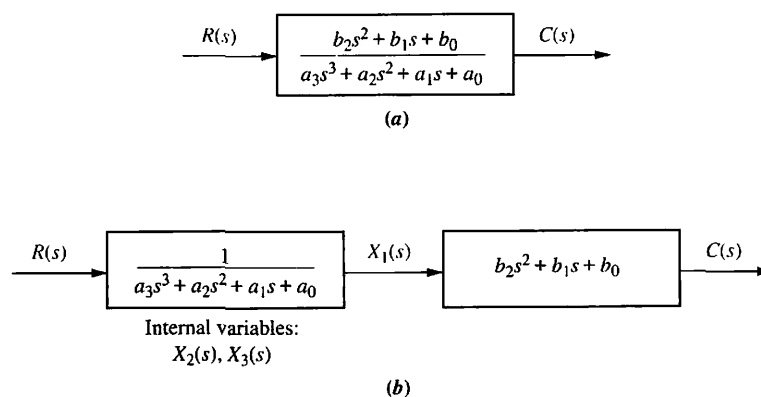 R(s)
b₂s² + b₁s + b₀
a₃s³ + a₂s² + a₁s + a₀
C(s)
(a)
R(s)
1
a₃s³ + a₂s² + a₁s + a₀
X₁(s)
b₂s² + b₁s + b₀
C(s)
Internal variables:
X₂(s), X₃(s)
(b)